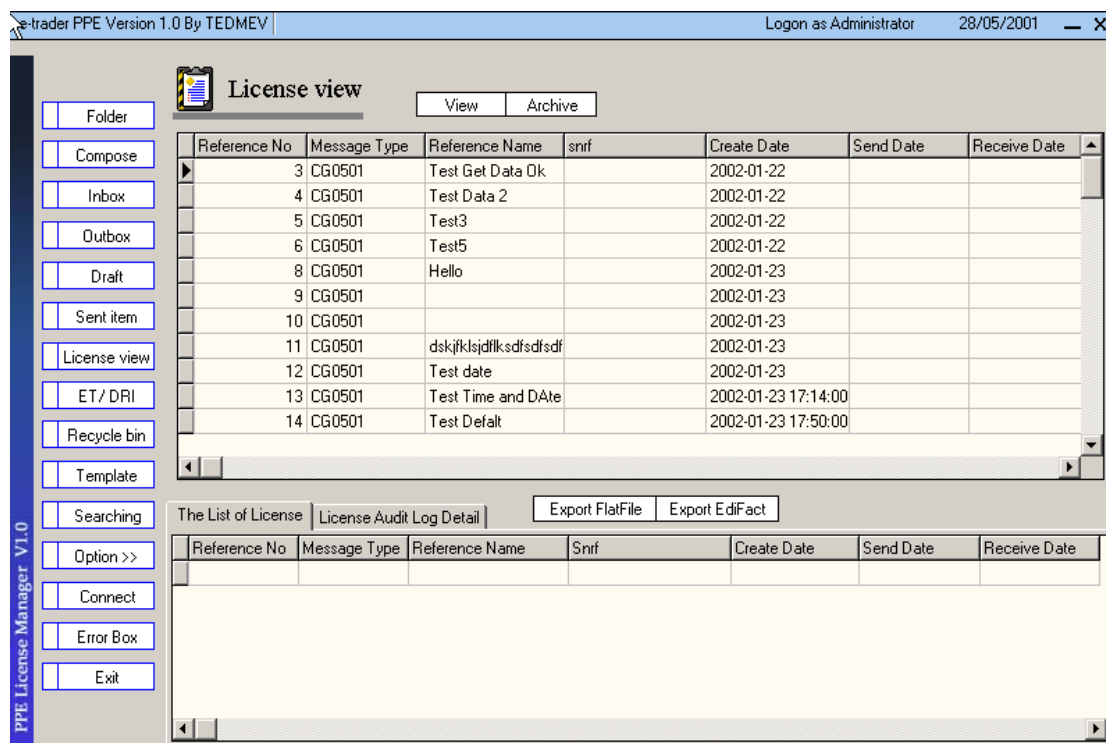 e-trader PPE Version 1.0 By TEDMEV Logon as Administrator 28/05/2001
License view
View Archive
Folder
Compose
Inbox
Outbox
Draft
Sent item
License view
ET/ DRI
Recycle bin
Template
Searching
Option >>
Connect
Error Box
Exit
PPE License Manager V1.0
Reference No Message Type Reference Name snrf Create Date Send Date Receive Date
3 CG0501 Test Get Data Ok 2002-01-22
4 CG0501 Test Data 2 2002-01-22
5 CG0501 Test3 2002-01-22
6 CG0501 Test5 2002-01-22
8 CG0501 Hello 2002-01-23
9 CG0501 2002-01-23
10 CG0501 2002-01-23
11 CG0501 dskjfklsjdflksdfsdfsdf 2002-01-23
12 CG0501 Test date 2002-01-23
13 CG0501 Test Time and DAte 2002-01-23 17:14:00
14 CG0501 Test Defalt 2002-01-23 17:50:00
The List of License License Audit Log Detail Export FlatFile Export EdiFact
Reference No Message Type Reference Name Snrf Create Date Send Date Receive Date